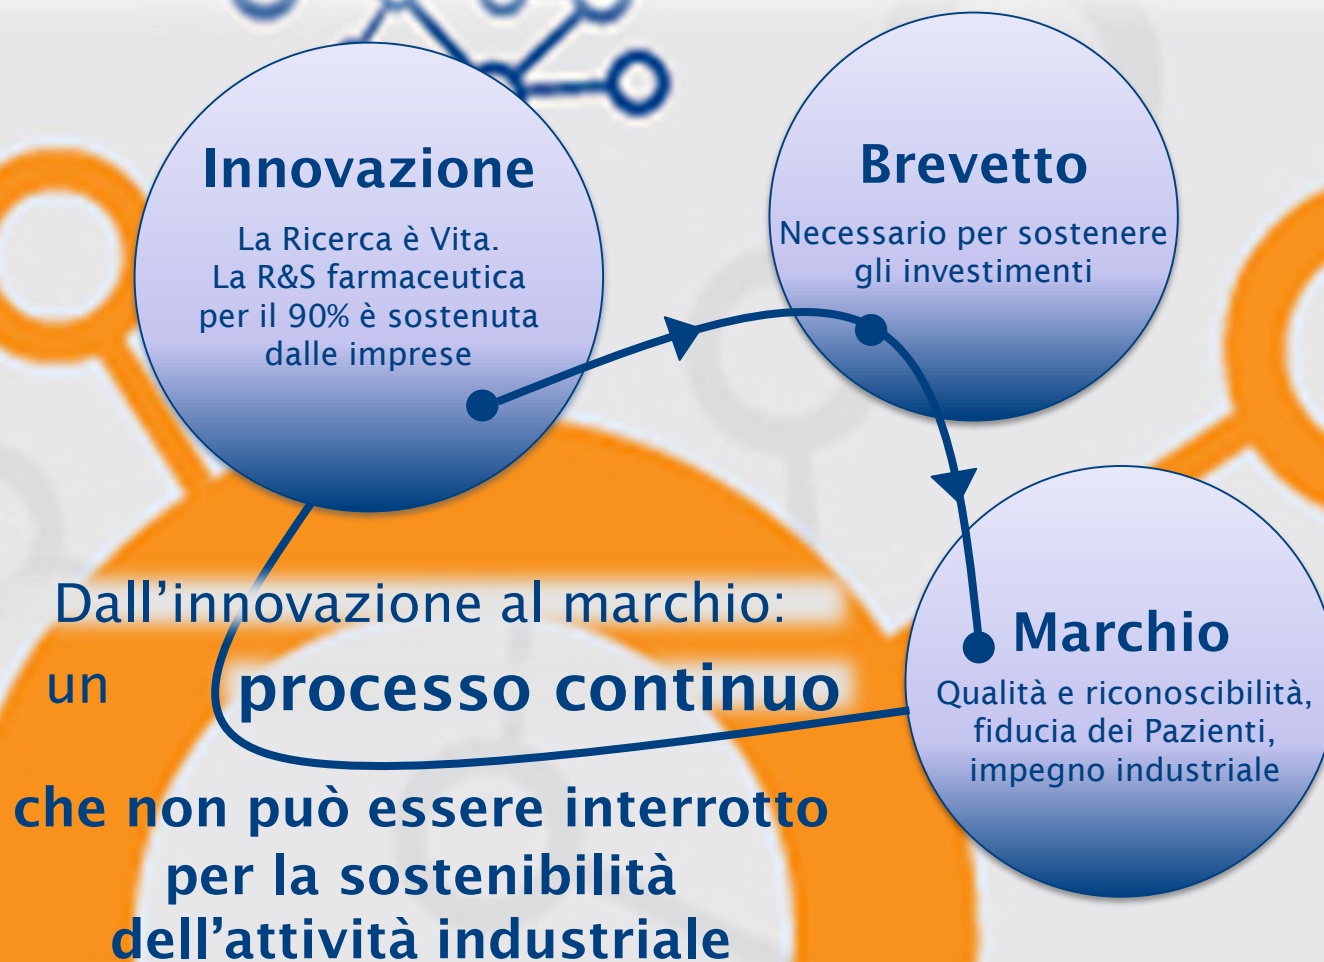 Innovazione
La Ricerca è Vita.
La R&S farmaceutica
per il 90% è sostenuta
dalle imprese
Brevetto
Necessario per sostenere
gli investimenti
Marchio
Qualità e riconoscibilità,
fiducia dei Pazienti,
impegno industriale
Dall'innovazione al marchio:
un processo continuo
che non può essere interrotto
per la sostenibilità
dell'attività industriale